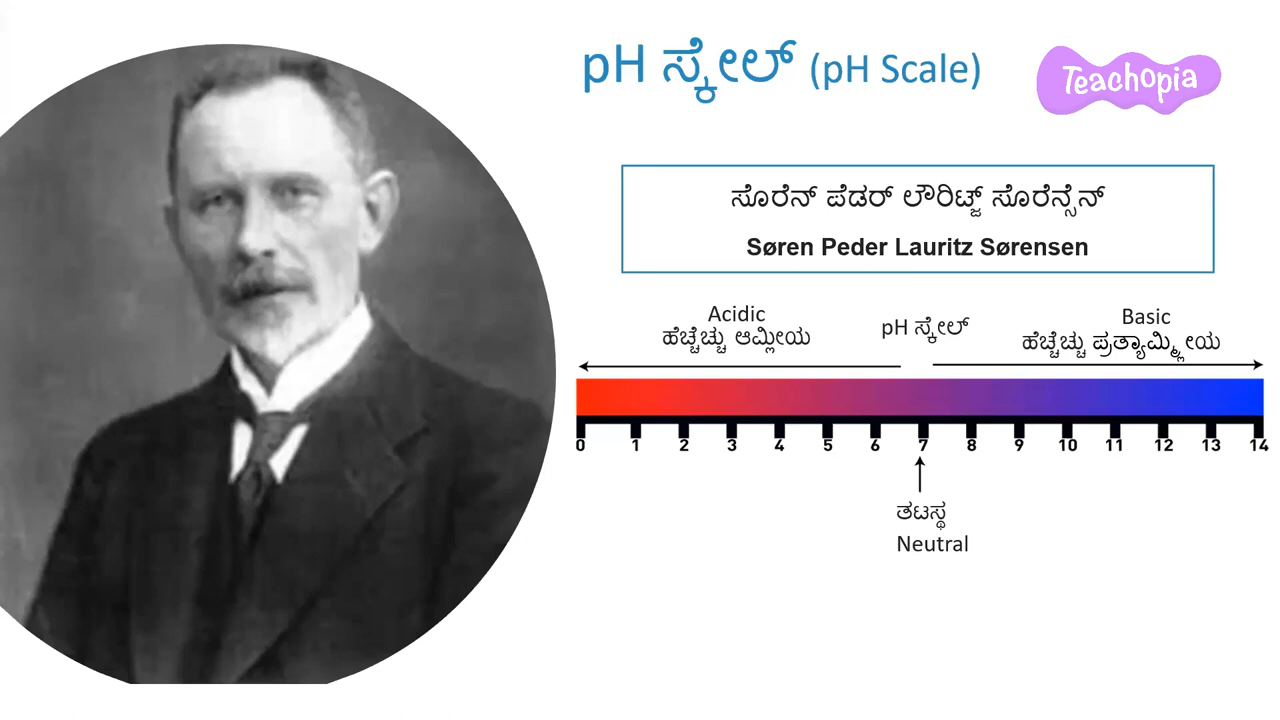 pH ಸ್ಕೇಲ್ (pH Scale)
Teachopia
ಸೊರೆನ್ ಪೆಡರ್ ಲೌರಿಟ್ಜ್ ಸೊರೆನ್ಸೆನ್
Søren Peder Lauritz Sørensen
Acidic
ಹೆಚ್ಚೆಚ್ಚು ಆಮ್ಲೀಯ
pH ಸ್ಕೇಲ್
Basic
ಹೆಚ್ಚೆಚ್ಚು ಪ್ರತ್ಯಾಮ್ಲೀಯ
0 1 2 3 4 5 6 7 8 9 10 11 12 13 14
ತಟಸ್ಥ
Neutral